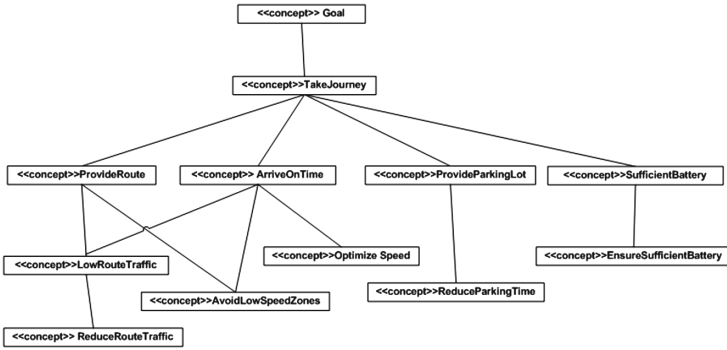 <<concept>> Goal
<<concept>>TakeJourney
<<concept>>ProvideRoute
<<concept>> ArriveOnTime
<<concept>>ProvideParkingLot
<<concept>>SufficientBattery
<<concept>>LowRouteTraffic
<<concept>>Optimize Speed
<<concept>>EnsureSufficientBattery
<<concept>>AvoidLowSpeedZones
<<concept>>ReduceParkingTime
<<concept>> ReduceRouteTraffic